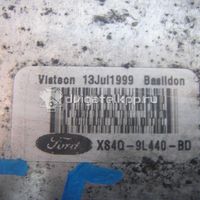 Visteon 13Jul1999 Basildon
Ford XS4Q-9L440-BD